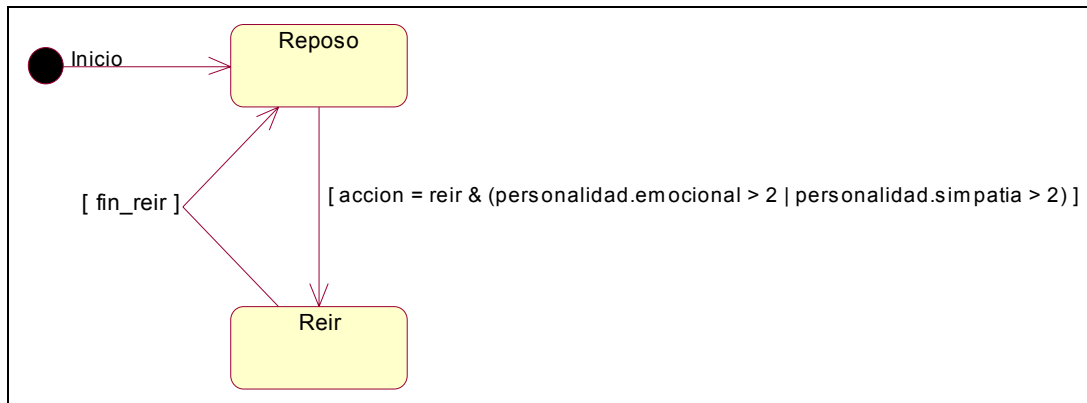 Reposo
Inicio
[ accion = reir & (personalidad.emocional > 2 | personalidad.simpatia > 2) ]
[ fin_reir ]
Reir